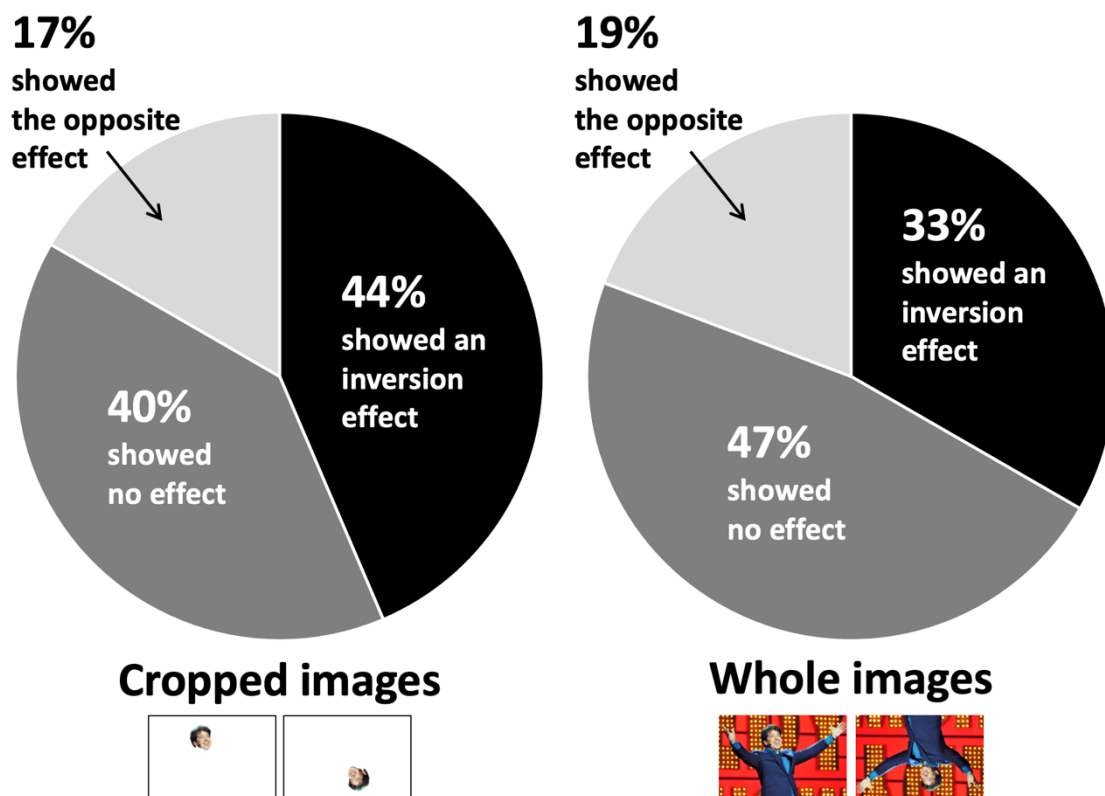 17%
showed
the opposite
effect
44%
showed an
inversion
effect
40%
showed
no effect
Cropped images
19%
showed
the opposite
effect
33%
showed an
inversion
effect
47%
showed
no effect
Whole images